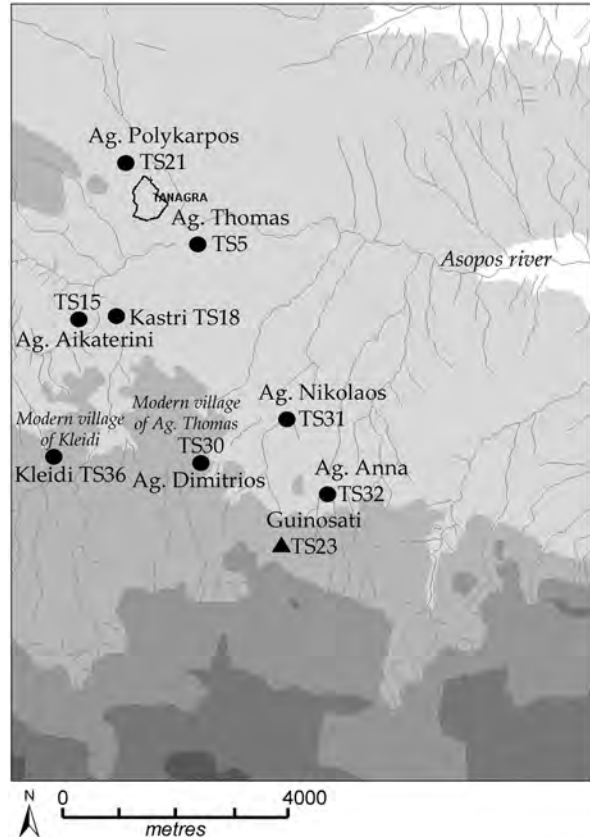 Ag. Polykarpos
TS21
TANAGRA
Ag. Thomas
TS5
Asopos river
TS15
Kastri TS18
Ag. Aikaterini
Ag. Nikolaos
TS31
Modern village
of Kleidi
Modern village
of Ag. Thomas
TS30
Kleidi TS36
Ag. Dimitrios
Ag. Anna
TS32
Guinosati
TS23
N
0
4000
metres